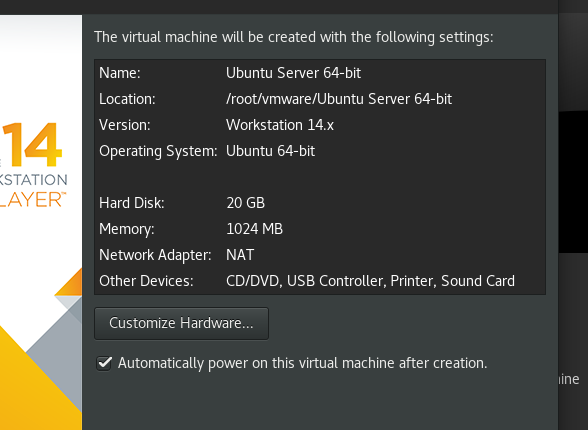 The virtual machine will be created with the following settings:
Name: Ubuntu Server 64-bit
Location: /root/vmware/Ubuntu Server 64-bit
Version: Workstation 14.x
Operating System: Ubuntu 64-bit
Hard Disk: 20 GB
Memory: 1024 MB
Network Adapter: NAT
Other Devices: CD/DVD, USB Controller, Printer, Sound Card
Customize Hardware...
Automatically power on this virtual machine after creation.
14
KSTATION
LAYER™
ine